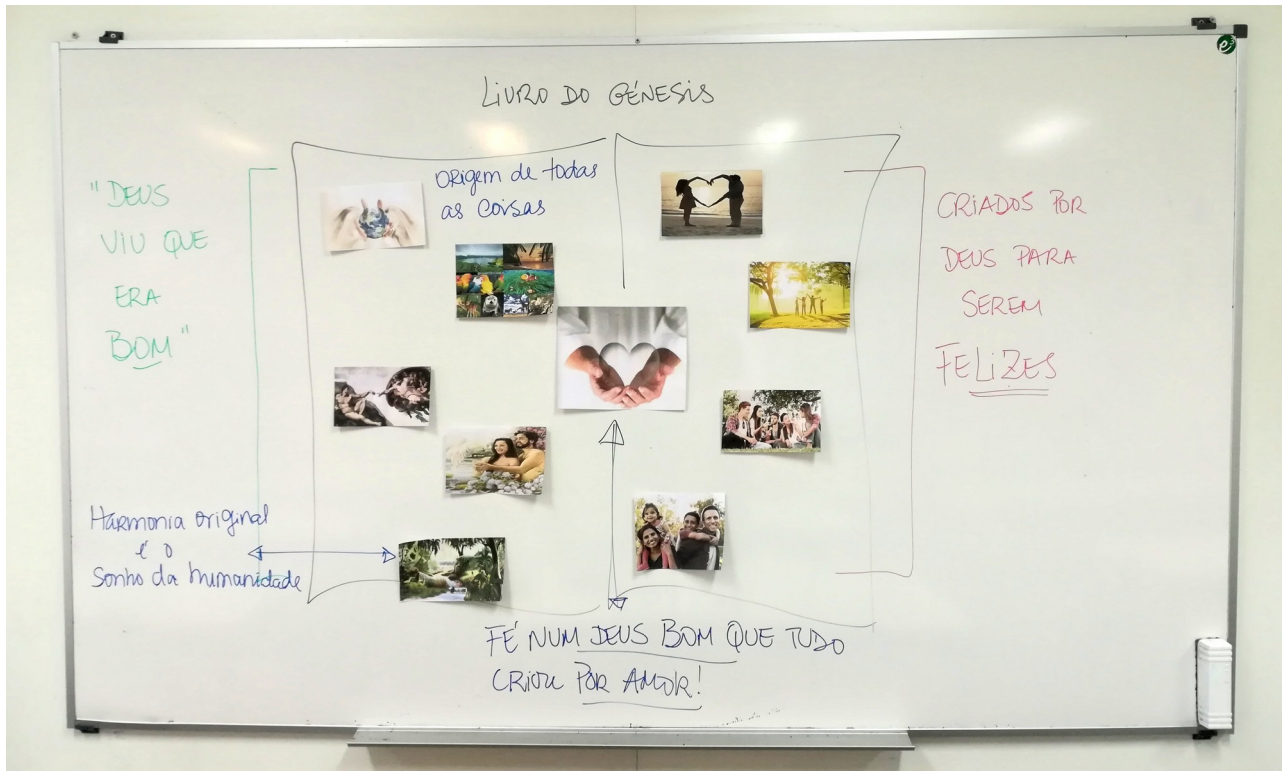 LIVRO DO GÉNESIS
"DEUS
VIU QUE
ERA
BOM"
ORIGEM de todas
as coisas
CRIADOS POR
DEUS PARA
SEREM
FELIZES
HARMONIA ORIGINAL
é o
Sonho da humanidade
FÉ NUM DEUS BOM QUE TUDO
CRIOU POR AMOR!